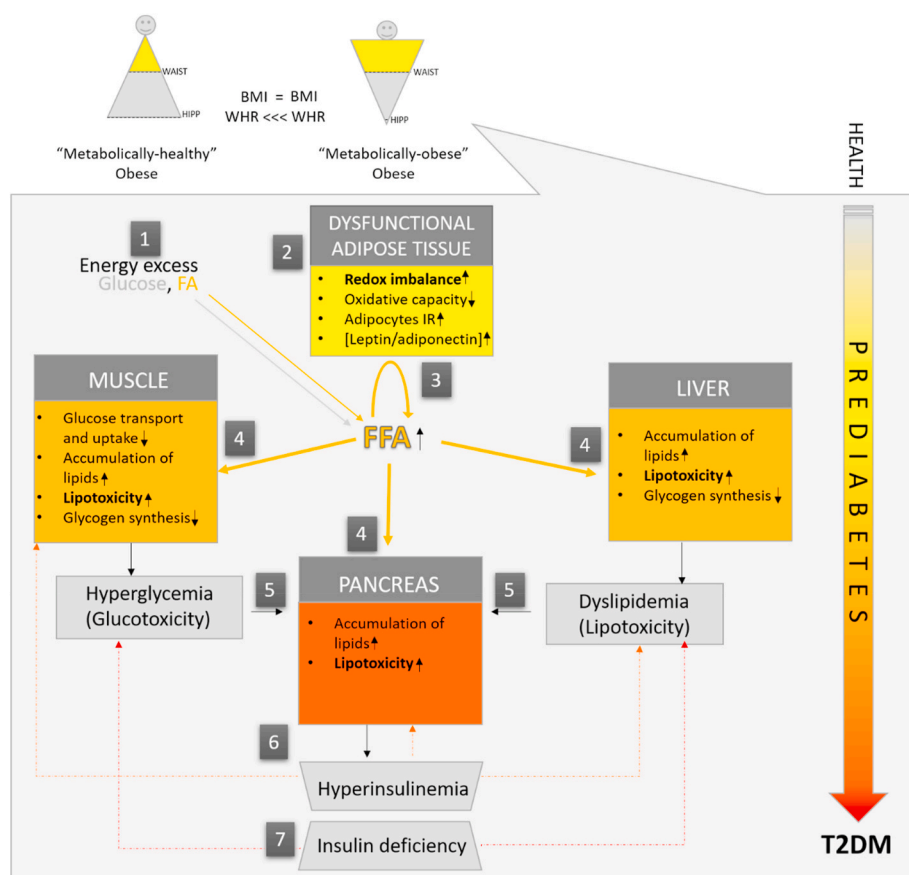 WAIST
HIPP
BMI = BMI
WHR <<< WHR
WAIST
HIPP
“Metabolically-healthy”
Obese
“Metabolically-obese”
Obese
HEALTH
1
Energy excess
Glucose, FA
2
DYSFUNCTIONAL
ADIPOSE TISSUE
• Redox imbalance↑
• Oxidative capacity↓
• Adipocytes IR↑
• [Leptin/adiponectin]↑
3
MUSCLE
• Glucose transport
and uptake↓
• Accumulation of
lipids↑
• Lipotoxicity↑
• Glycogen synthesis↓
4
FFA↑
4
LIVER
• Accumulation of
lipids↑
• Lipotoxicity↑
• Glycogen synthesis↓
4
PREDIABETES
Hyperglycemia
(Glucotoxicity)
5
PANCREAS
• Accumulation of
lipids↑
• Lipotoxicity↑
5
Dyslipidemia
(Lipotoxicity)
6
Hyperinsulinemia
7
Insulin deficiency
T2DM